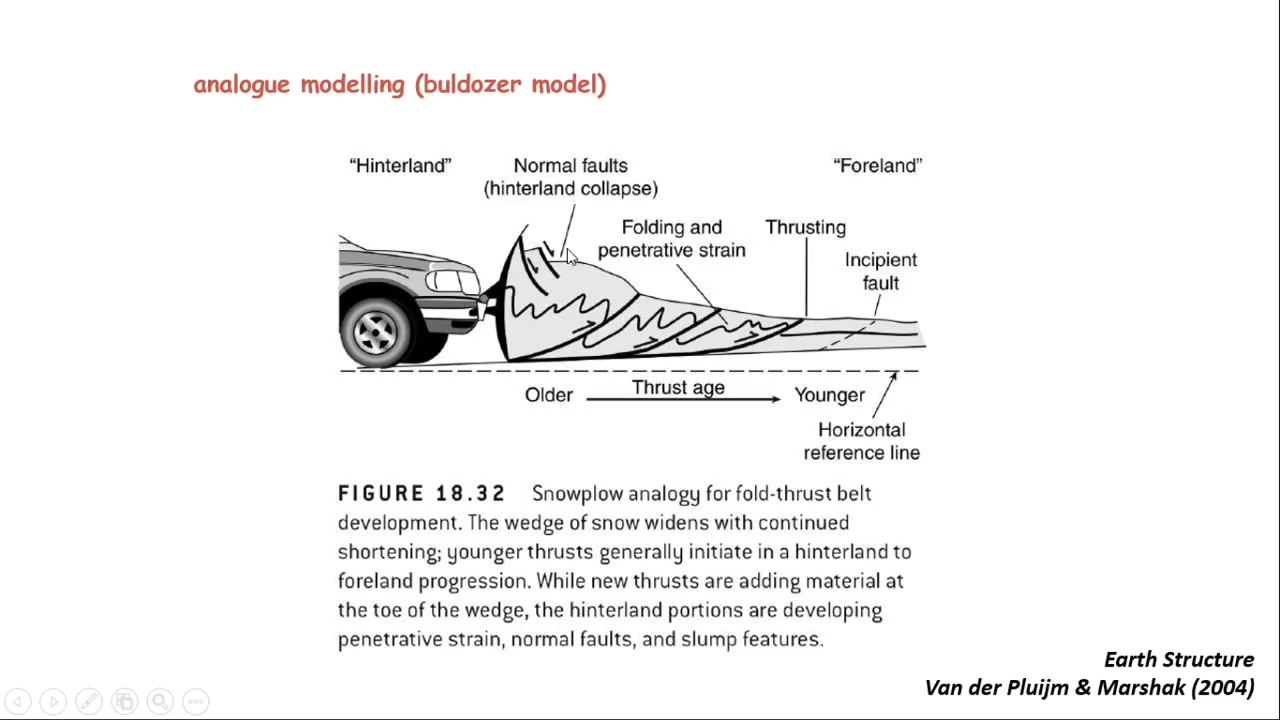 analogue modelling (buldozer model)
"Hinterland"
Normal faults
(hinterland collapse)
"Foreland"
Folding and
penetrative strain
Thrusting
Incipient
fault
Older
Thrust age
Younger
Horizontal
reference line
FIGURE 18.32 Snowplow analogy for fold-thrust belt
development. The wedge of snow widens with continued
shortening; younger thrusts generally initiate in a hinterland to
foreland progression. While new thrusts are adding material at
the toe of the wedge, the hinterland portions are developing
penetrative strain, normal faults, and slump features.
Earth Structure
Van der Pluijm & Marshak (2004)